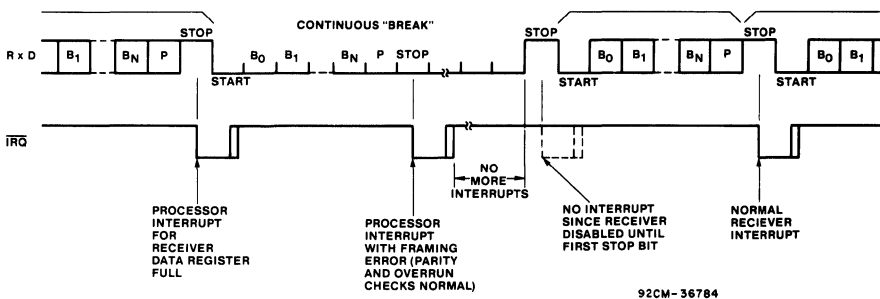 CONTINUOUS "BREAK"
STOP STOP STOP
R x D B1 BN P B0 B1 BN P STOP B0 B1 BN P B0 B1
START START START
IRQ
NO
MORE
INTERRUPTS
PROCESSOR
INTERRUPT
FOR
RECEIVER
DATA REGISTER
FULL
PROCESSOR
INTERRUPT
WITH FRAMING
ERROR (PARITY
AND OVERRUN
CHECKS NORMAL)
NO INTERRUPT
SINCE RECEIVER
DISABLED UNTIL
FIRST STOP BIT
NORMAL
RECIEVER
INTERRUPT
92CM-36784